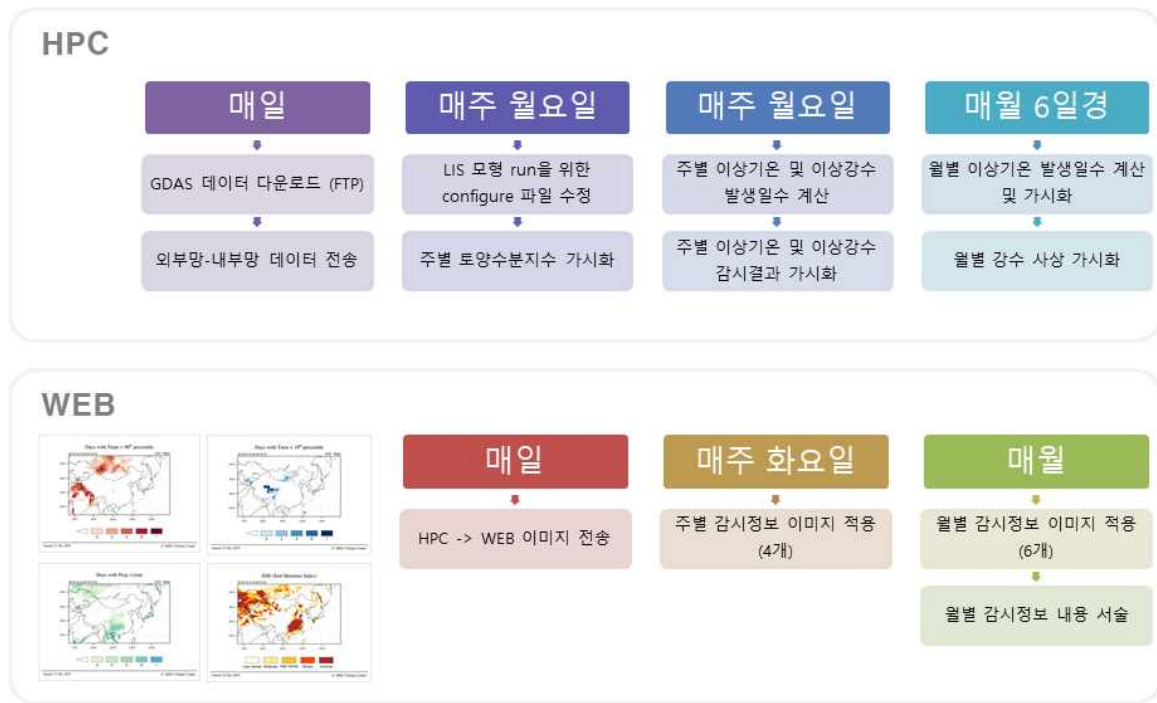 HPC
매일
GDAS 데이터 다운로드 (FTP)
외부망-내부망 데이터 전송
매주 월요일
LIS 모형 run을 위한
configure 파일 수정
주별 토양수분지수 가시화
매주 월요일
주별 이상기온 및 이상강수
발생일수 계산
주별 이상기온 및 이상강수
감시결과 가시화
매월 6일경
월별 이상기온 발생일수 계산
및 가시화
월별 강수 사상 가시화
WEB
매일
HPC -> WEB 이미지 전송
매주 화요일
주별 감시정보 이미지 적용
(4개)
매월
월별 감시정보 이미지 적용
(6개)
월별 감시정보 내용 서술